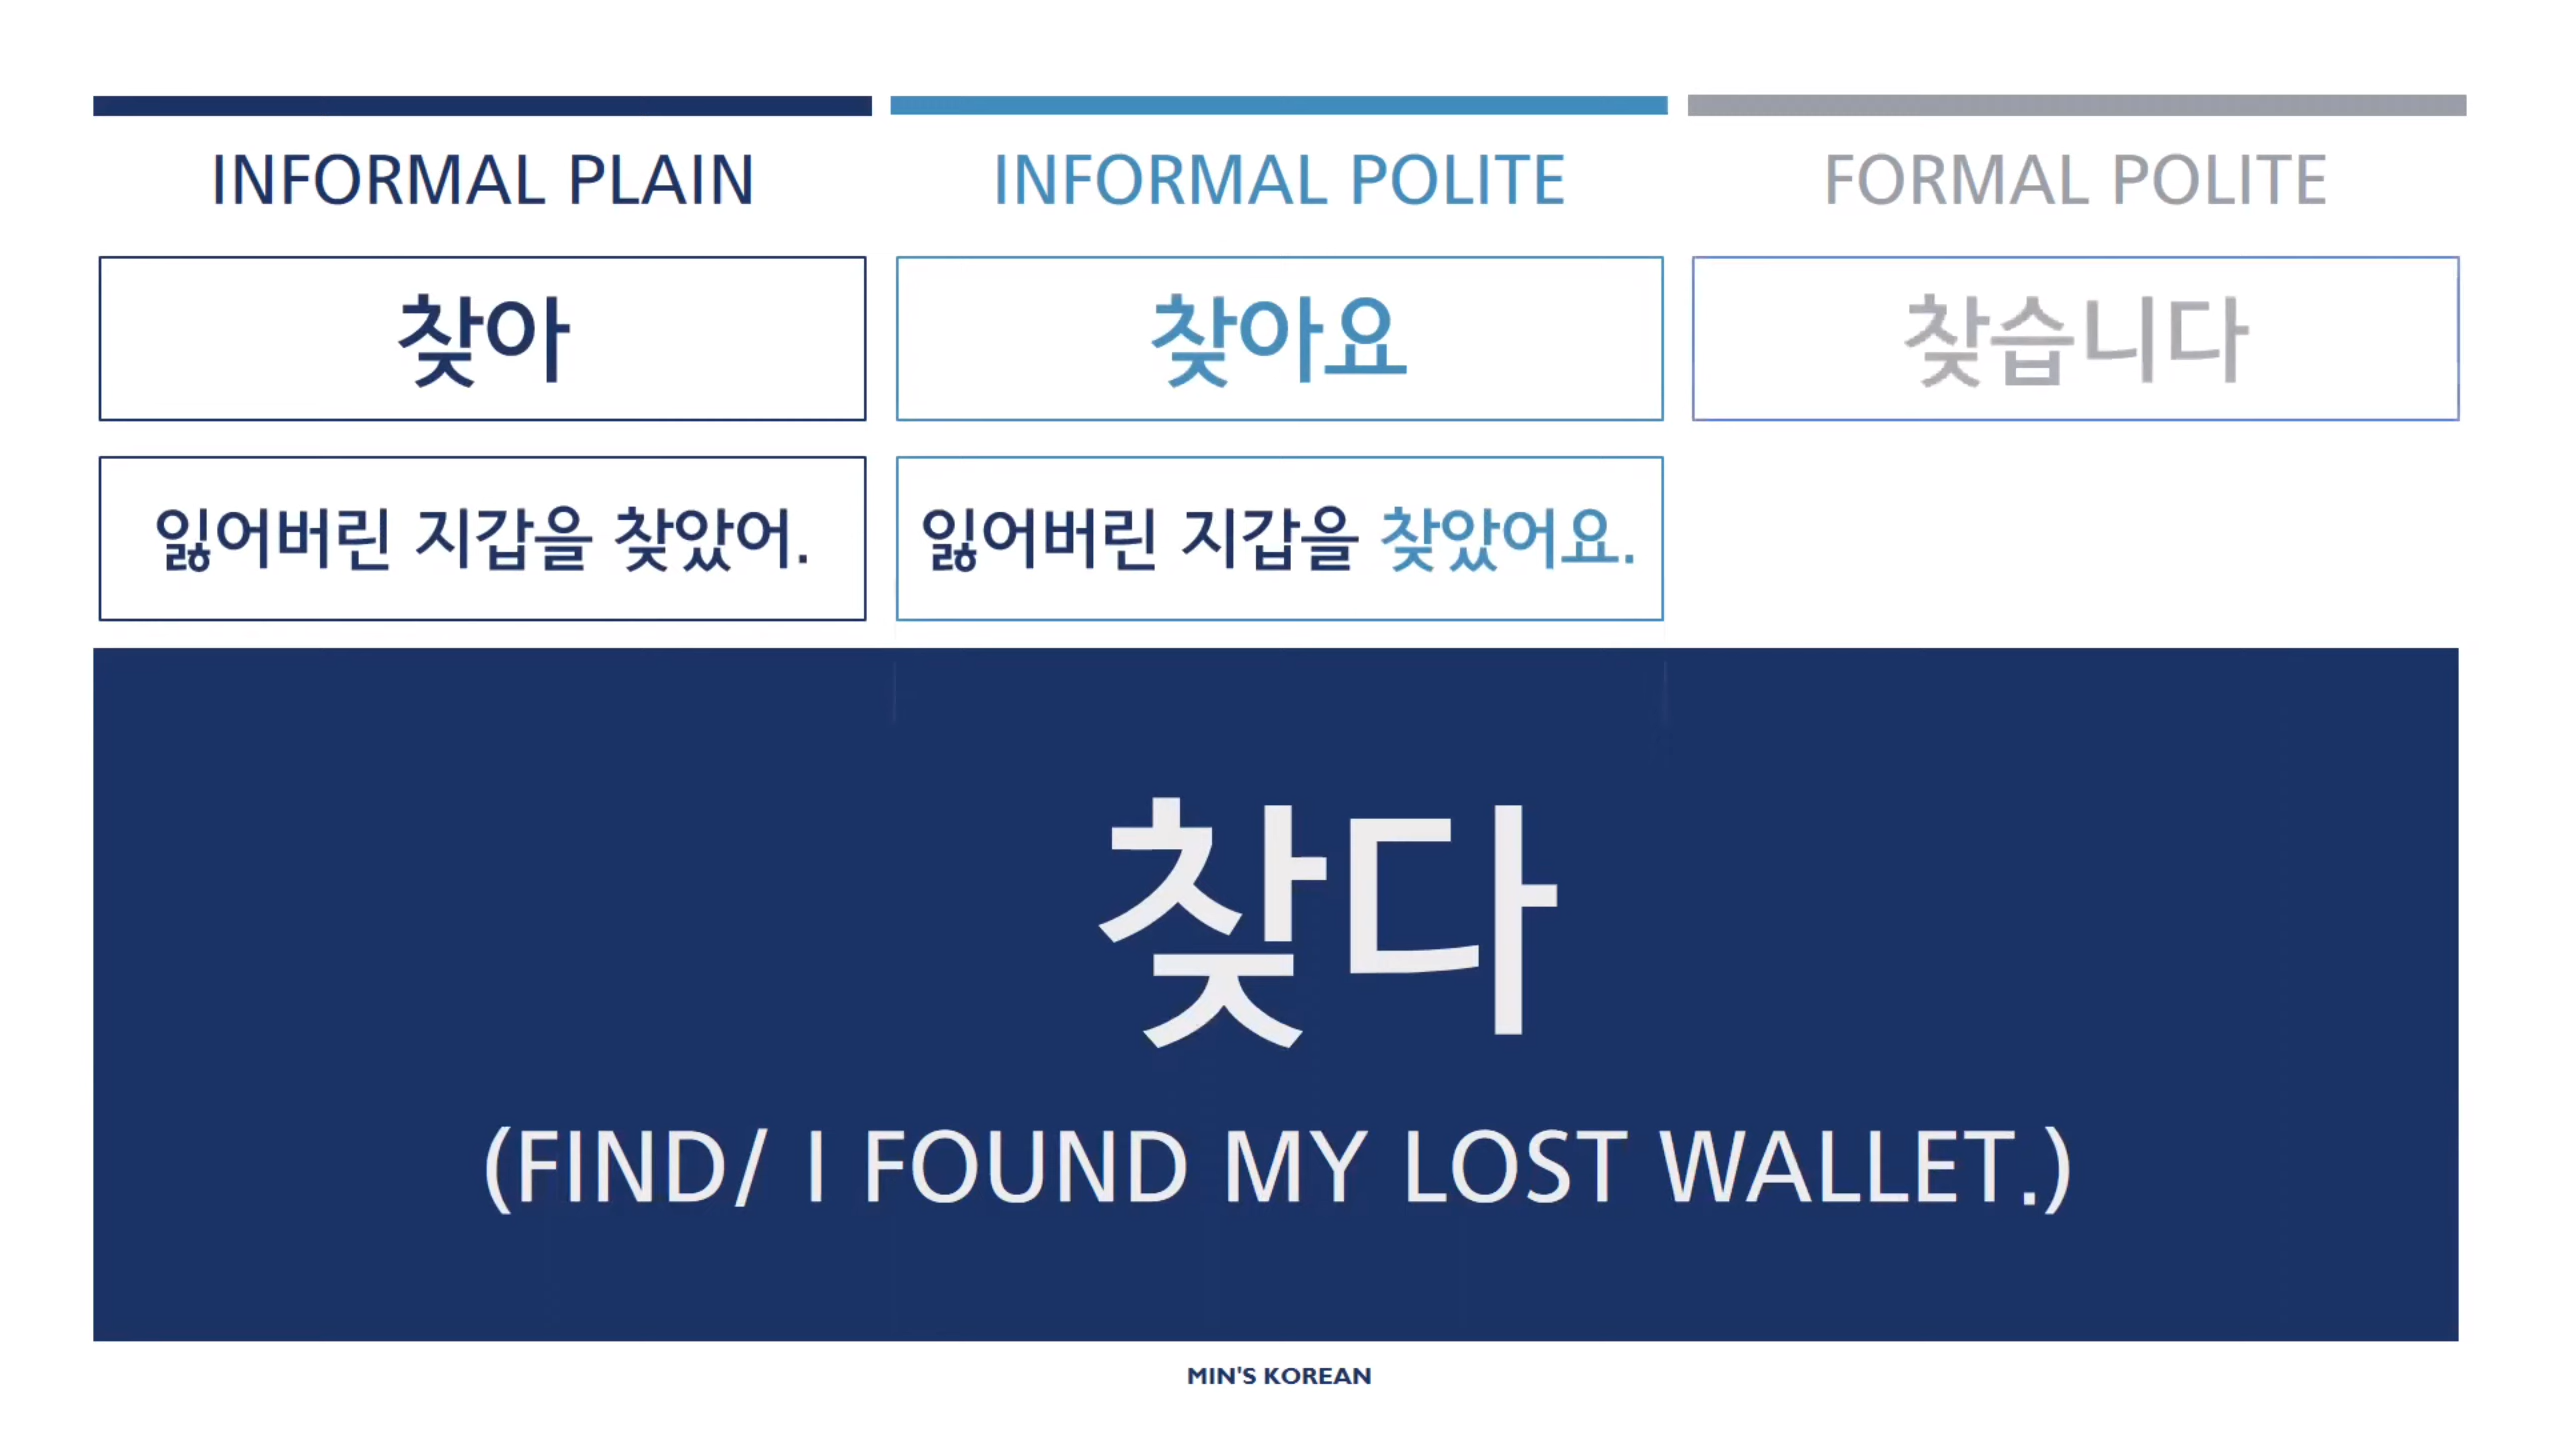 INFORMAL PLAIN
INFORMAL POLITE
FORMAL POLITE
찾아
찾아요
찾습니다
잃어버린 지갑을 찾았어.
잃어버린 지갑을 찾았어요.
찾다
(FIND/ I FOUND MY LOST WALLET.)
MIN'S KOREAN